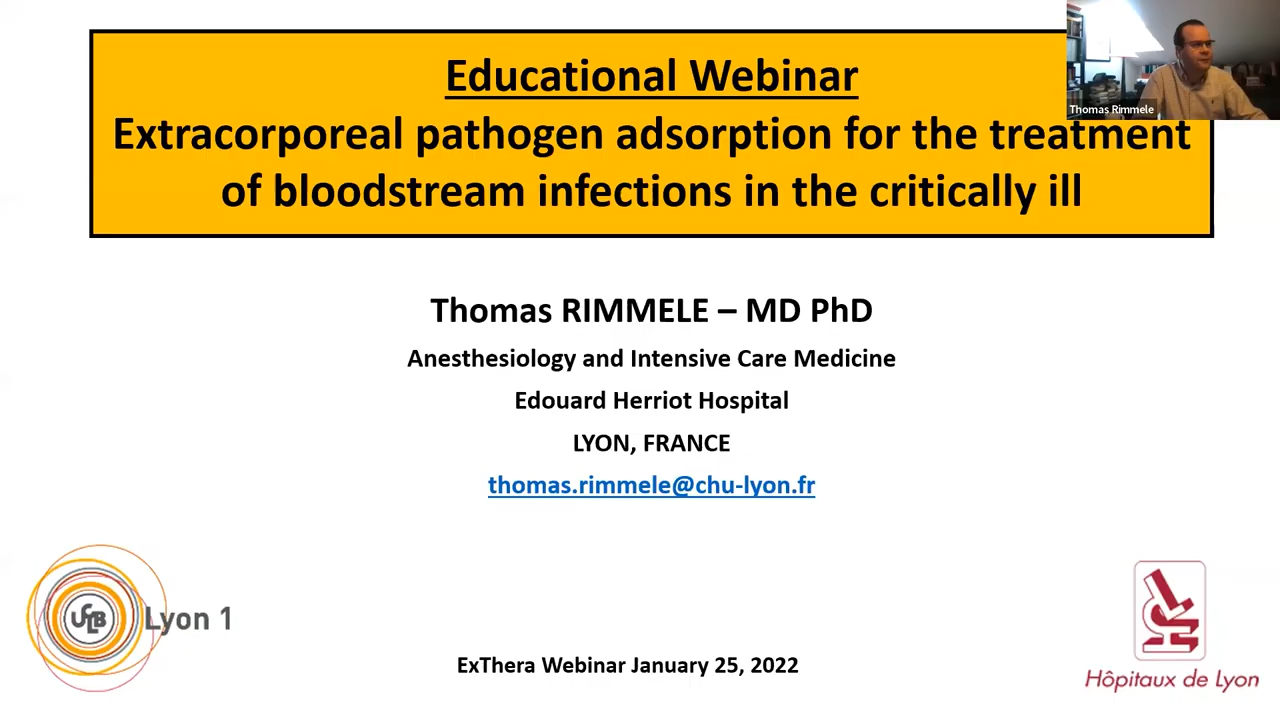 Educational Webinar
Thomas Rimmele
Extracorporeal pathogen adsorption for the treatment
of bloodstream infections in the critically ill
Thomas RIMMELE – MD PhD
Anesthesiology and Intensive Care Medicine
Edouard Herriot Hospital
LYON, FRANCE
thomas.rimmele@chu-lyon.fr
UCBL
Lyon 1
ExThera Webinar January 25, 2022
Hôpitaux de Lyon